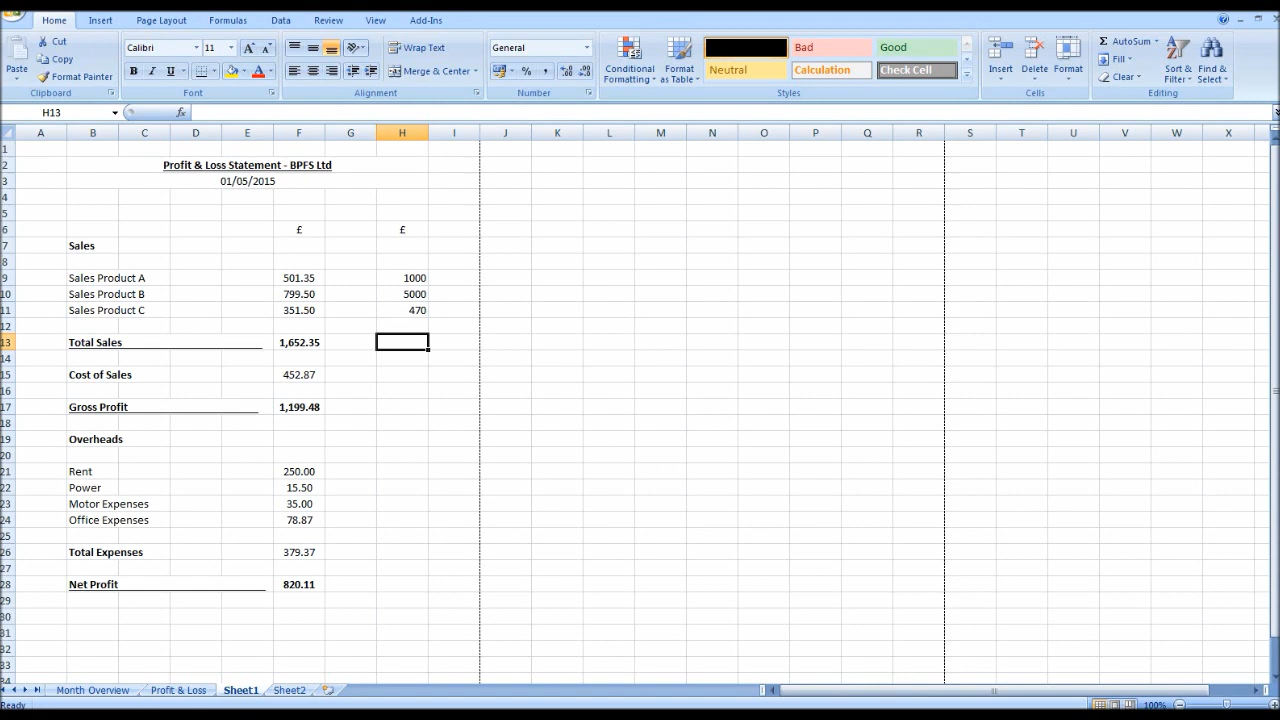 Home Insert Page Layout Formulas Data Review View Add-Ins
Cut
Copy
Format Painter
Paste
Clipboard
Calibri 11
B I U A
Font
Wrap Text
Merge & Center
Alignment
General
%
Number
Conditional Formatting
Format as Table
Bad Good
Neutral Calculation Check Cell
Styles
Insert Delete Format
Cells
AutoSum
Fill
Clear
Sort & Filter
Find & Select
Editing
H13 fx
A B C D E F G H I J K L M N O P Q R S T U V W X
1
2 Profit & Loss Statement - BPFS Ltd
3 01/05/2015
4
5
6 £ £
7 Sales
8
9 Sales Product A 501.35 1000
10 Sales Product B 799.50 5000
11 Sales Product C 351.50 470
12
13 Total Sales 1,652.35
14
15 Cost of Sales 452.87
16
17 Gross Profit 1,199.48
18
19 Overheads
20
21 Rent 250.00
22 Power 15.50
23 Motor Expenses 35.00
24 Office Expenses 78.87
25
26 Total Expenses 379.37
27
28 Net Profit 820.11
29
30
31
32
33
34
Month Overview Profit & Loss Sheet1 Sheet2
Ready 100%